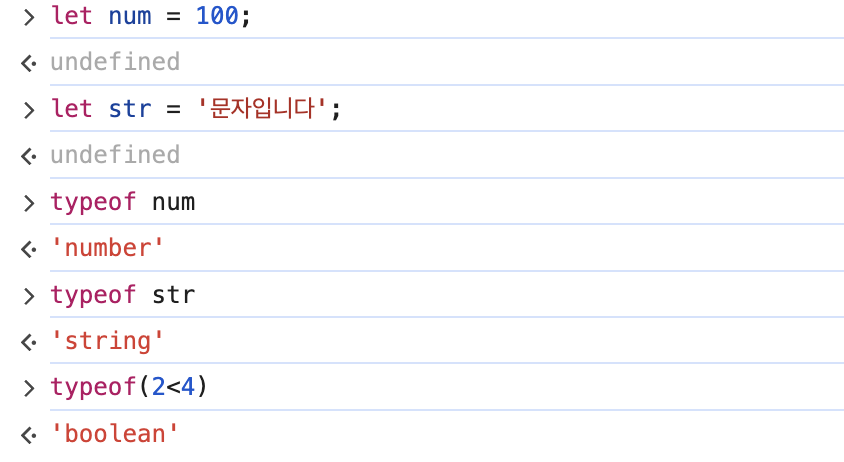 > let num = 100;
<· undefined
> let str = '문자입니다';
<· undefined
> typeof num
<· 'number'
> typeof str
<· 'string'
> typeof(2<4)
<· 'boolean'